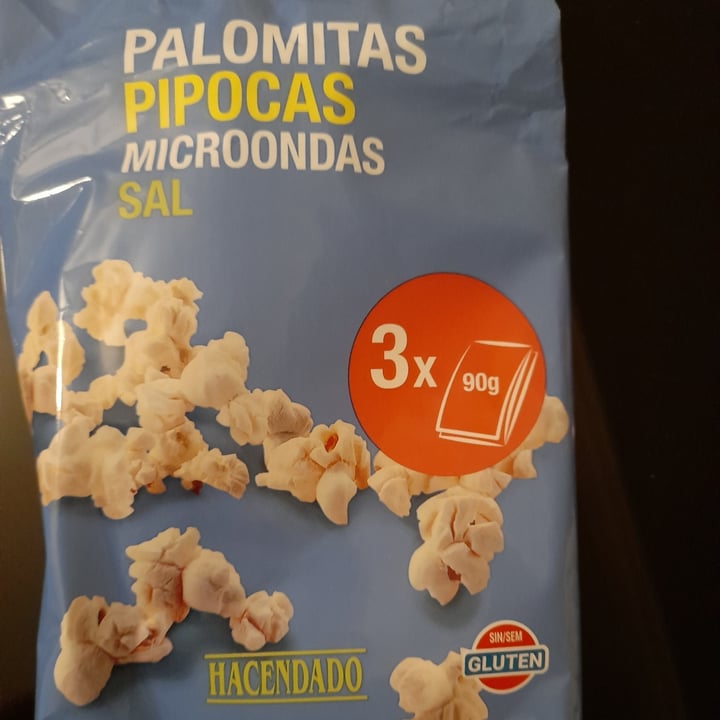 PALOMITAS
PIPOCAS
MICROONDAS
SAL
3x
90g
SIN/SEM
GLUTEN
HACENDADO